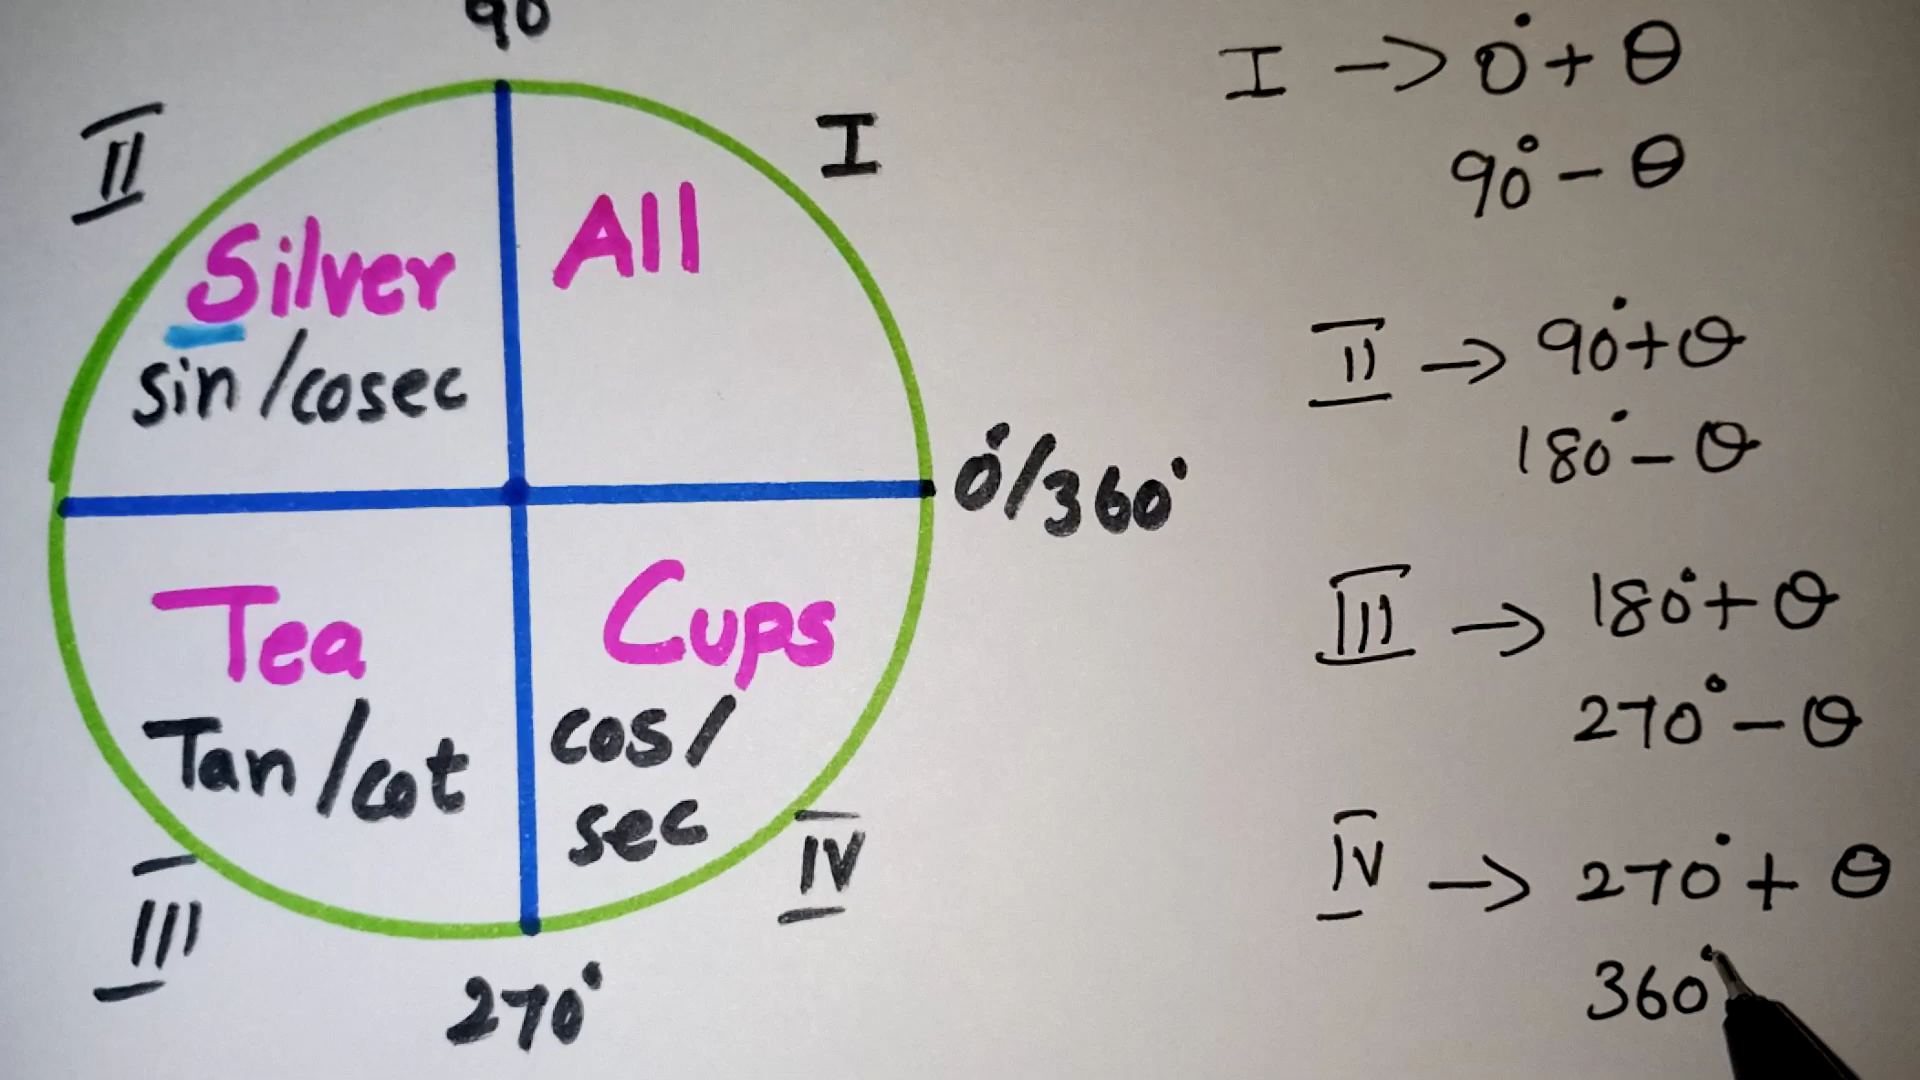 90
II
I
All
Silver
sin/cosec
0°/360°
Tea
Tan/cot
Cups
cos/
sec
III
IV
270°
I -> 0° + θ
90° - θ
II -> 90° + θ
180° - θ
III -> 180° + θ
270° - θ
IV -> 270° + θ
360°